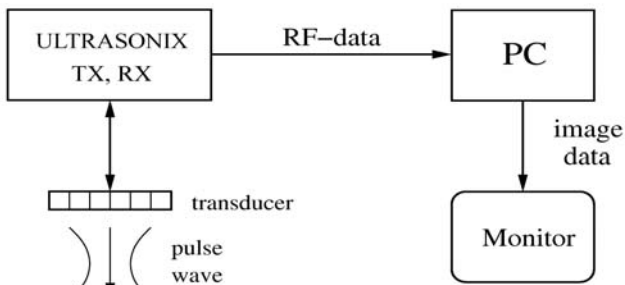 ULTRASONIX
TX, RX
RF-data
PC
image
data
transducer
Monitor
pulse
wave